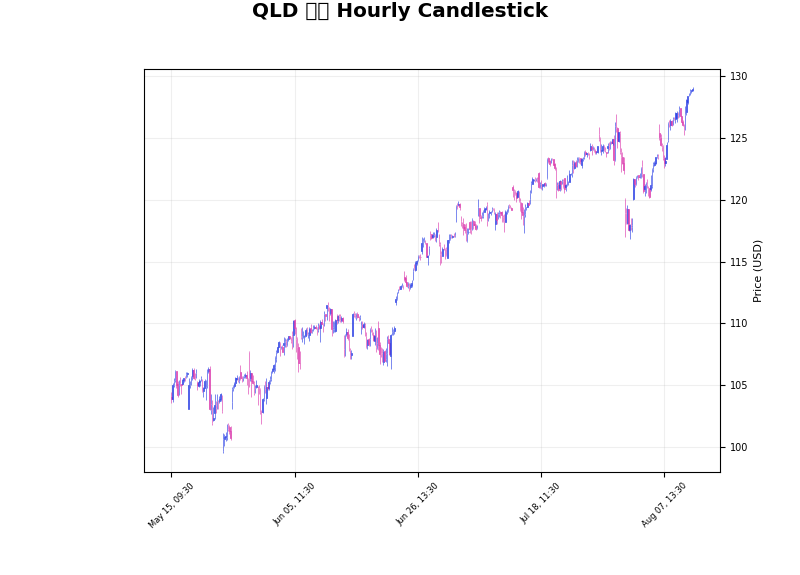 QLD Hourly Candlestick
130
125
120
115
110
105
100
Price (USD)
May 15, 09:30
Jun 05, 11:30
Jun 26, 13:30
Jul 18, 11:30
Aug 07, 13:30